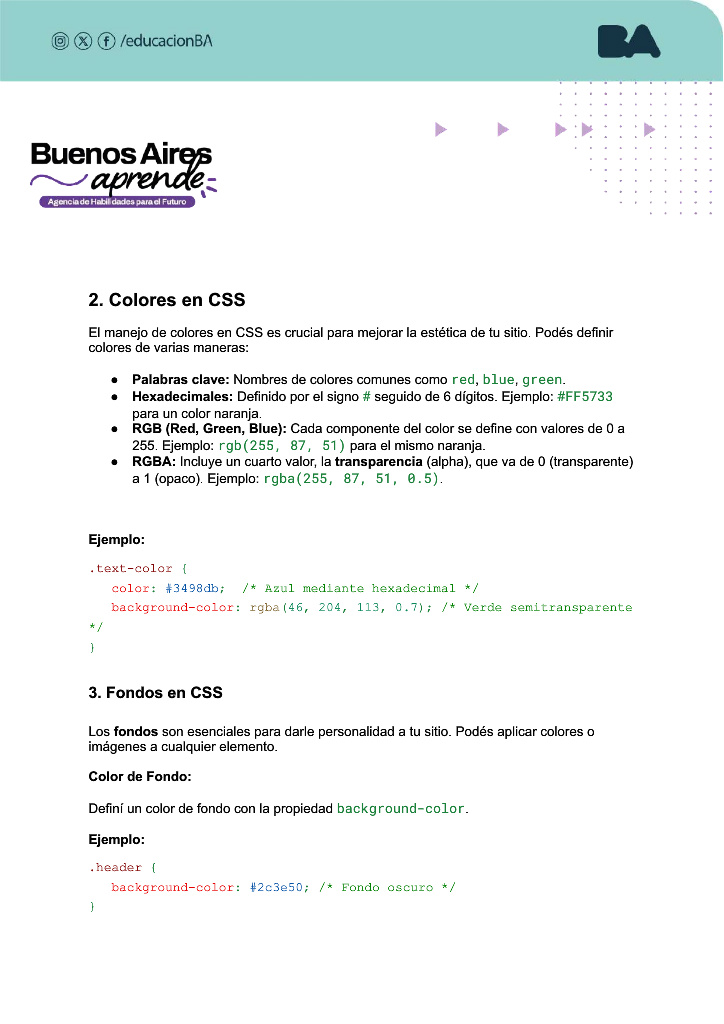 /educacionBA
BA
Buenos Aires
aprende
Agencia de Habilidades para el Futuro
2. Colores en CSS
El manejo de colores en CSS es crucial para mejorar la estética de tu sitio. Podés definir
colores de varias maneras:
● Palabras clave: Nombres de colores comunes como red, blue, green.
● Hexadecimales: Definido por el signo # seguido de 6 dígitos. Ejemplo: #FF5733
para un color naranja.
● RGB (Red, Green, Blue): Cada componente del color se define con valores de 0 a
255. Ejemplo: rgb(255, 87, 51) para el mismo naranja.
● RGBA: Incluye un cuarto valor, la transparencia (alpha), que va de 0 (transparente)
a 1 (opaco). Ejemplo: rgba(255, 87, 51, 0.5).
Ejemplo:
.text-color {
color: #3498db;  /* Azul mediante hexadecimal */
background-color: rgba(46, 204, 113, 0.7); /* Verde semitransparente
*/
}
3. Fondos en CSS
Los fondos son esenciales para darle personalidad a tu sitio. Podés aplicar colores o
imágenes a cualquier elemento.
Color de Fondo:
Definí un color de fondo con la propiedad background-color.
Ejemplo:
.header {
background-color: #2c3e50; /* Fondo oscuro */
}